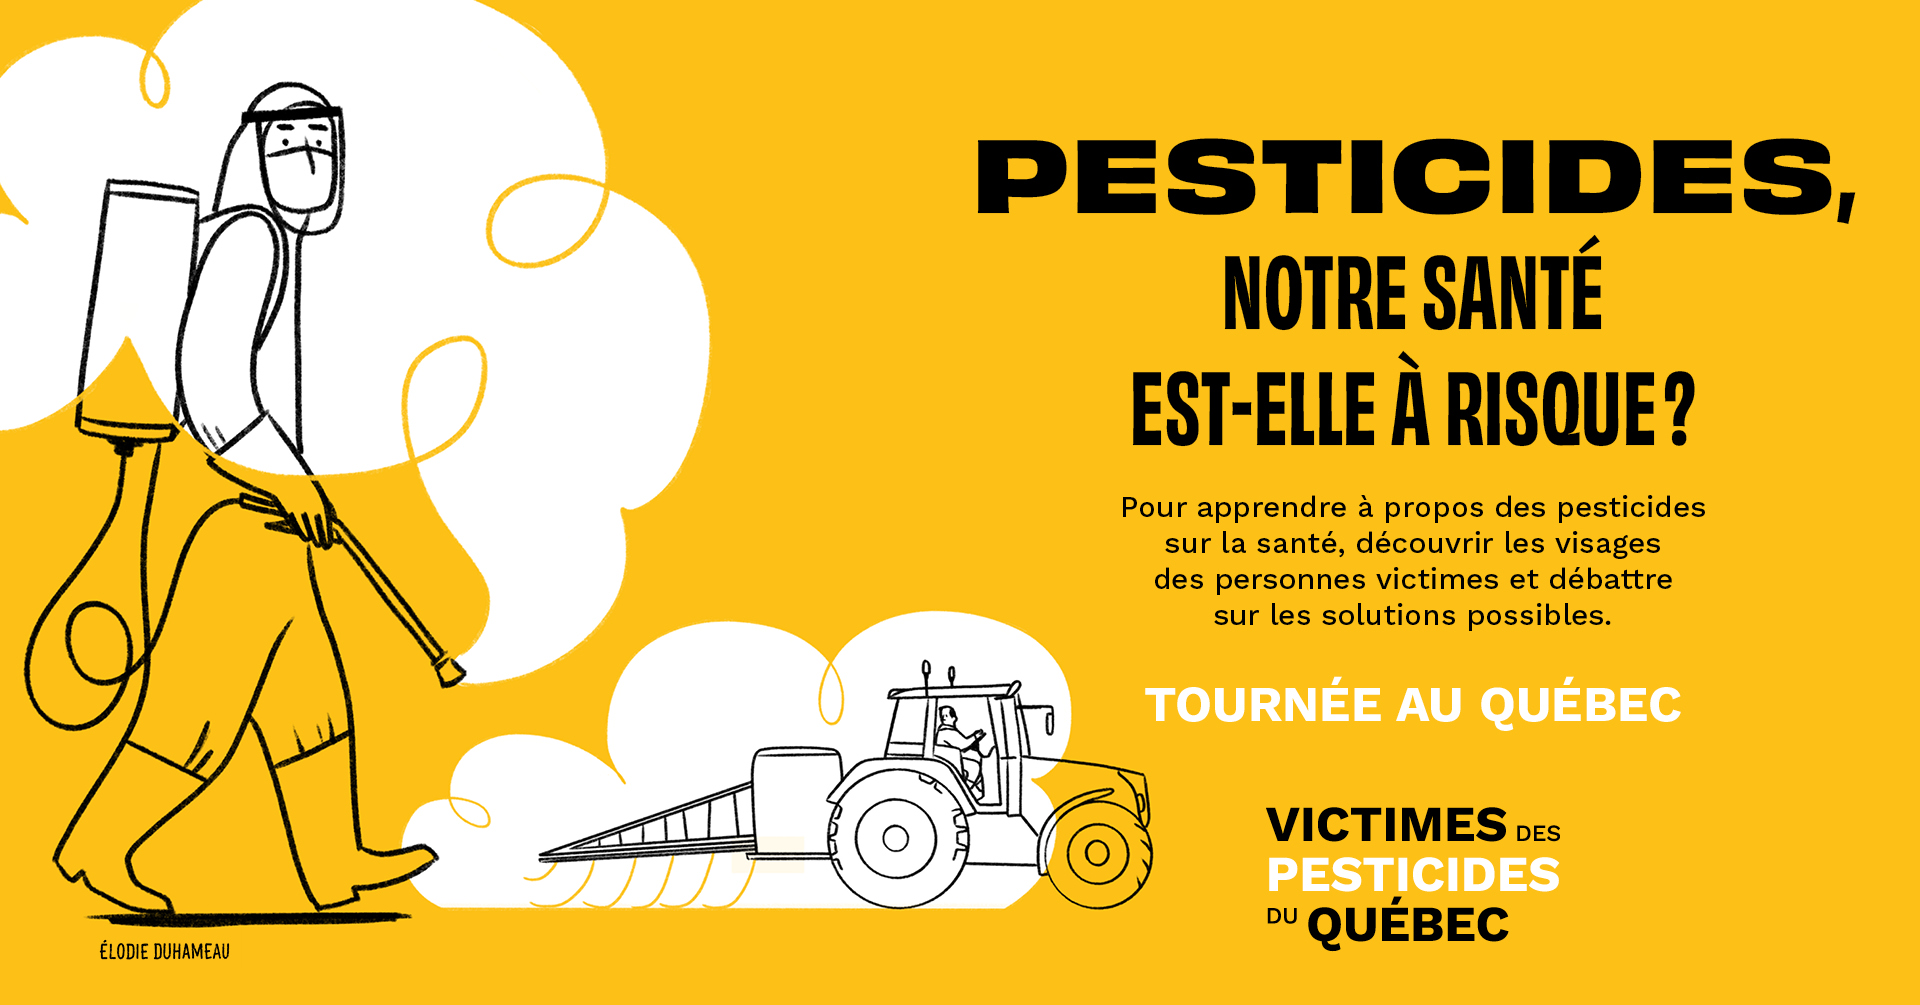 PESTICIDES,
NOTRE SANTÉ
EST-ELLE À RISQUE ?
Pour apprendre à propos des pesticides
sur la santé, découvrir les visages
des personnes victimes et débattre
sur les solutions possibles.
TOURNÉE AU QUÉBEC
VICTIMES DES
PESTICIDES
DU QUÉBEC
ÉLODIE DUHAMEAU